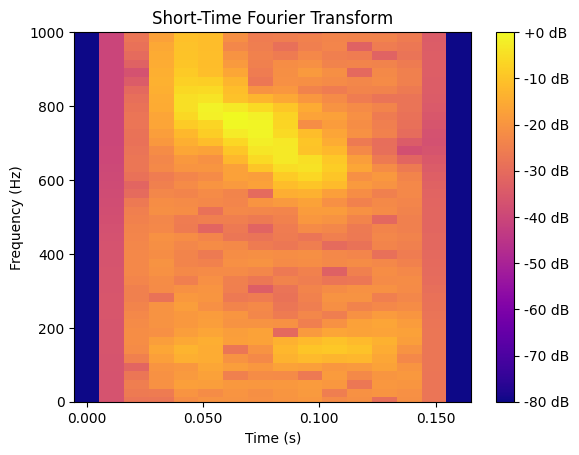 Short-Time Fourier Transform
Frequency (Hz)
1000
800
600
400
200
0
0.000
0.050
0.100
0.150
Time (s)
+0 dB
-10 dB
-20 dB
-30 dB
-40 dB
-50 dB
-60 dB
-70 dB
-80 dB